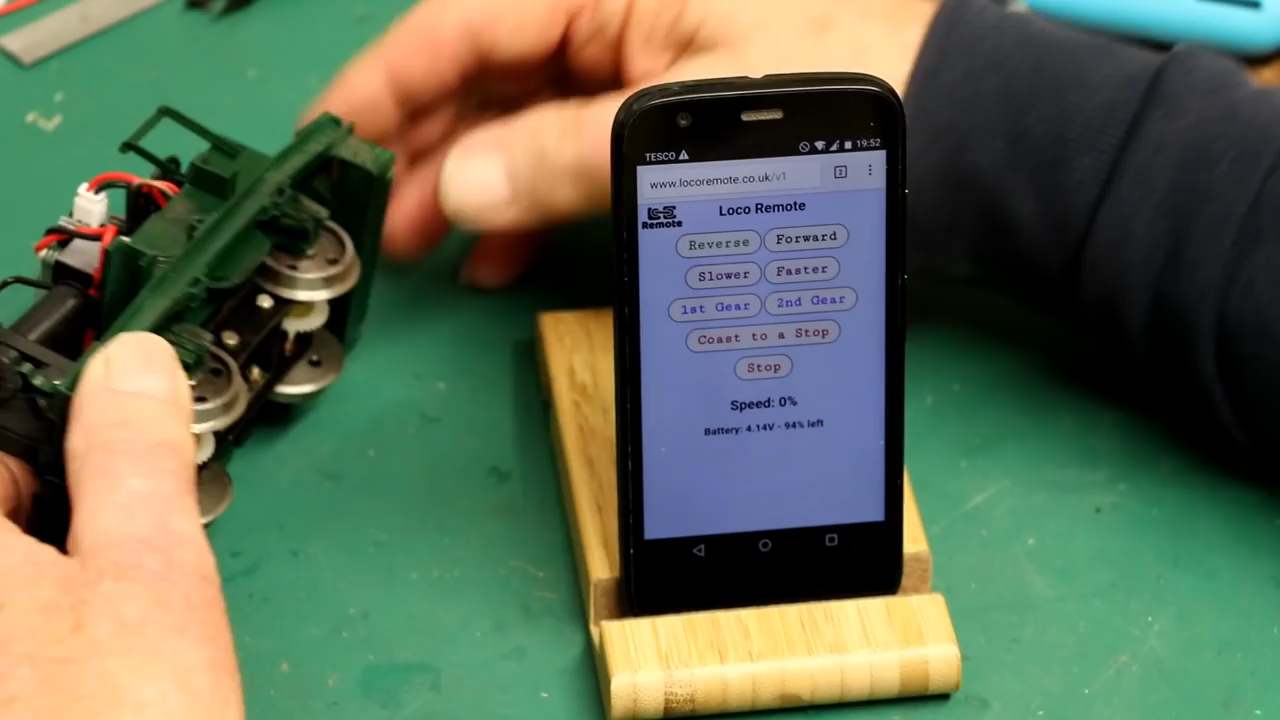 TESCO 19:52
www.locoremote.co.uk/v1 2
Remote
Loco Remote
Reverse Forward
Slower Faster
1st Gear 2nd Gear
Coast to a Stop
Stop
Speed: 0%
Battery: 4.14V - 94% left